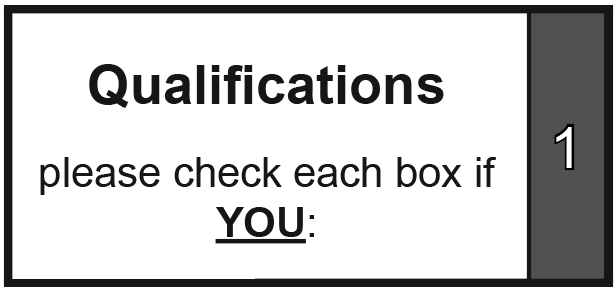 Qualifications
please check each box if
YOU:
1